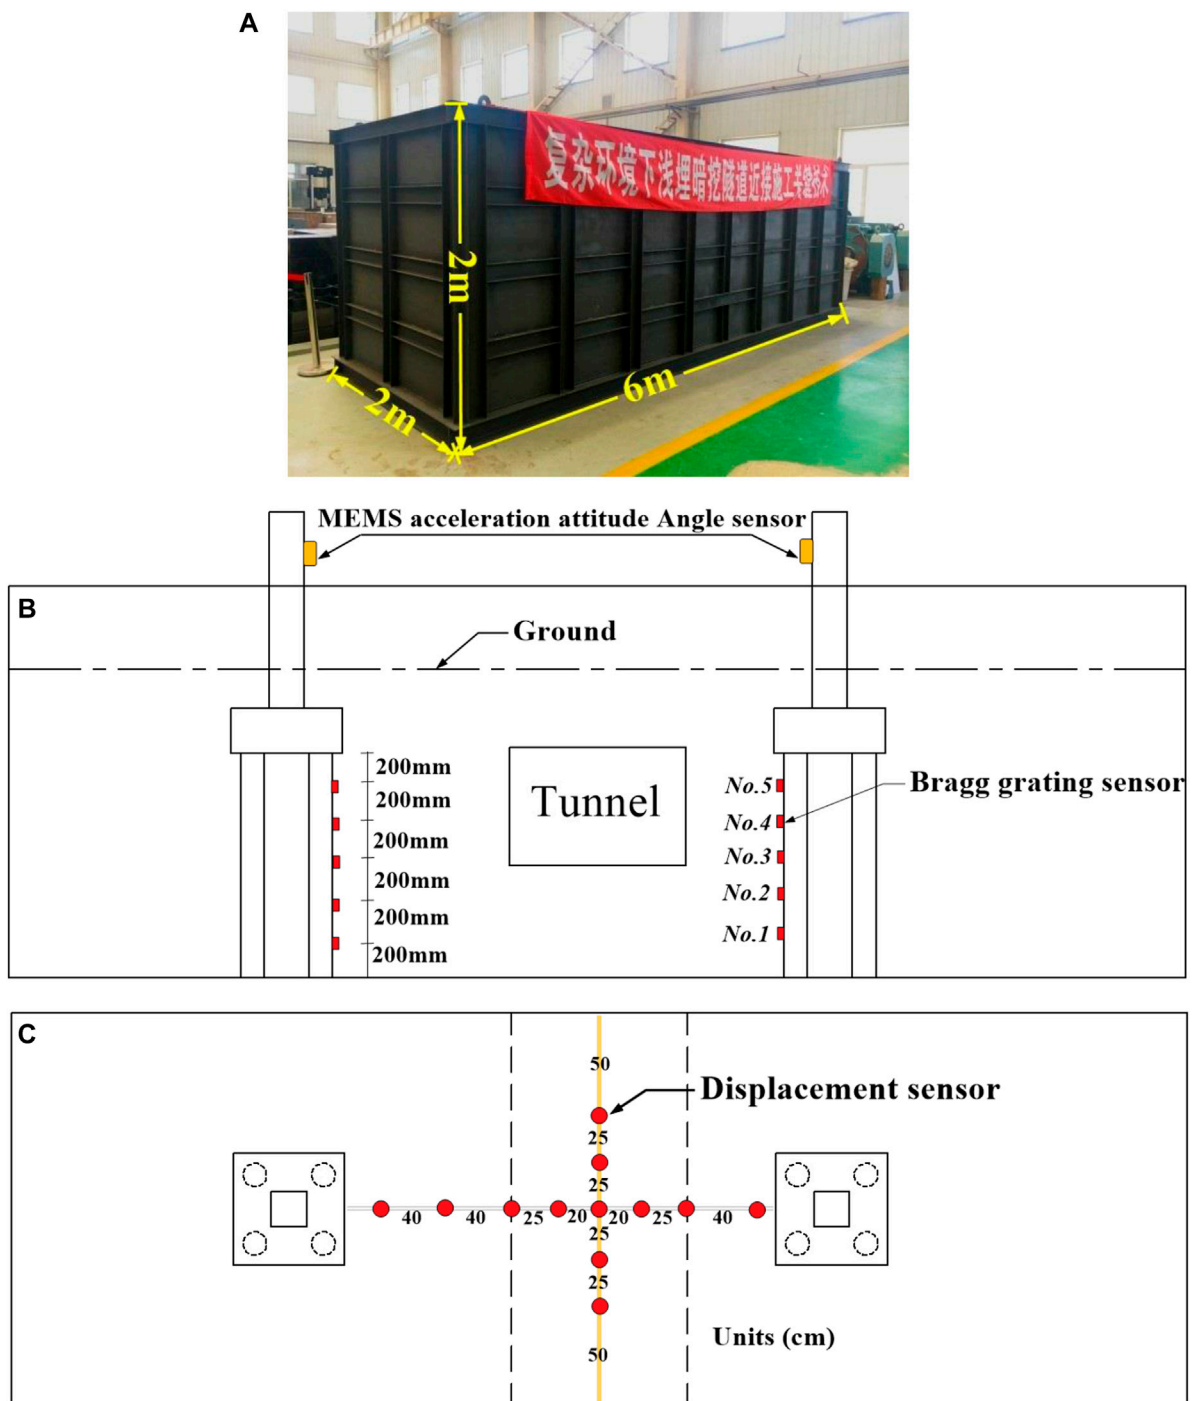 A
复杂环境下浅埋暗挖隧道近接施工关键技术
2m
6m
2m
MEMS acceleration attitude Angle sensor
B
Ground
200mm
200mm
200mm
200mm
200mm
200mm
Tunnel
No.5
No.4
No.3
No.2
No.1
Bragg grating sensor
C
50
Displacement sensor
25
25
40 40 25 20 20 25 40
25
25
Units (cm)
50